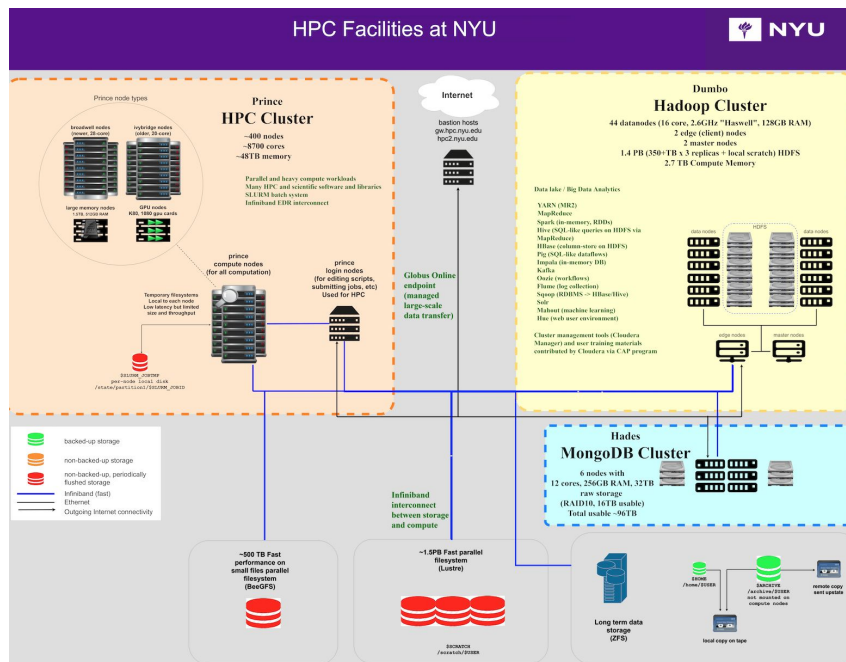 HPC Facilities at NYU
NYU
Prince node types
broadwell nodes
(newer, 28-core)
ivybridge nodes
(older, 20-core)
large memory nodes
1.5TB, 512GB RAM
GPU nodes
K80, 1080 gpu cards
Prince
HPC Cluster
~400 nodes
~8700 cores
~48TB memory
Parallel and heavy compute workloads
Many HPC and scientific software and libraries
SLURM batch system
Infiniband EDR interconnect
prince
compute nodes
(for all computation)
prince
login nodes
(for editing scripts,
submitting jobs, etc)
Used for HPC
Temporary filesystems
Local to each node
Low latency but limited
size and throughput
$SLURM_JOBTMP
per-node local disk
/state/partition1/$SLURM_JOBID
Internet
bastion hosts
gw.hpc.nyu.edu
hpc2.nyu.edu
Globus Online
endpoint
(managed
large-scale
data transfer)
Dumbo
Hadoop Cluster
44 datanodes (16 core, 2.6GHz "Haswell", 128GB RAM)
2 edge (client) nodes
2 master nodes
1.4 PB (350+TB x 3 replicas + local scratch) HDFS
2.7 TB Compute Memory
Data lake / Big Data Analytics
YARN (MR2)
MapReduce
Spark (in-memory, RDDs)
Hive (SQL-like queries on HDFS via
MapReduce)
HBase (column-store on HDFS)
Pig (SQL-like dataflows)
Impala (in-memory DB)
Kafka
Oozie (workflows)
Flume (log collection)
Sqoop (RDBMS -> HBase/Hive)
Solr
Mahout (machine learning)
Hue (web user environment)
Cluster management tools (Cloudera
Manager) and user training materials
contributed by Cloudera via CAP program
HDFS
data nodes
data nodes
edge nodes
master nodes
backed-up storage
non-backed-up storage
non-backed-up, periodically
flushed storage
Infiniband (fast)
Ethernet
Outgoing Internet connectivity
Hades
MongoDB Cluster
6 nodes with
12 cores, 256GB RAM, 32TB
raw storage
(RAID10, 16TB usable)
Total usable ~96TB
Infiniband
interconnect
between storage
and compute
~500 TB Fast
performance on
small files parallel
filesystem
(BeeGFS)
~1.5PB Fast parallel
filesystem
(Lustre)
$SCRATCH
/scratch/$USER
Long term data
storage
(ZFS)
$HOME
/home/$USER
$ARCHIVE
/archive/$USER
not mounted on
compute nodes
remote copy
sent upstate
local copy on tape